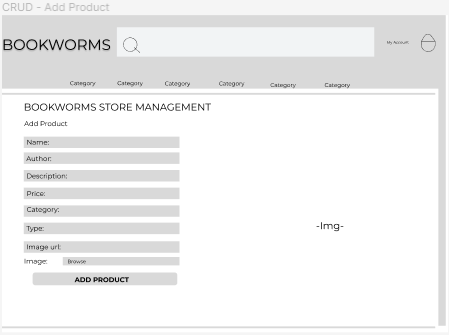 CRUD - Add Product
BOOKWORMS
My Account
Category Category Category Category Category Category
BOOKWORMS STORE MANAGEMENT
Add Product
Name:
Author:
Description:
Price:
Category:
Type:
-Img-
Image url:
Image: Browse
ADD PRODUCT